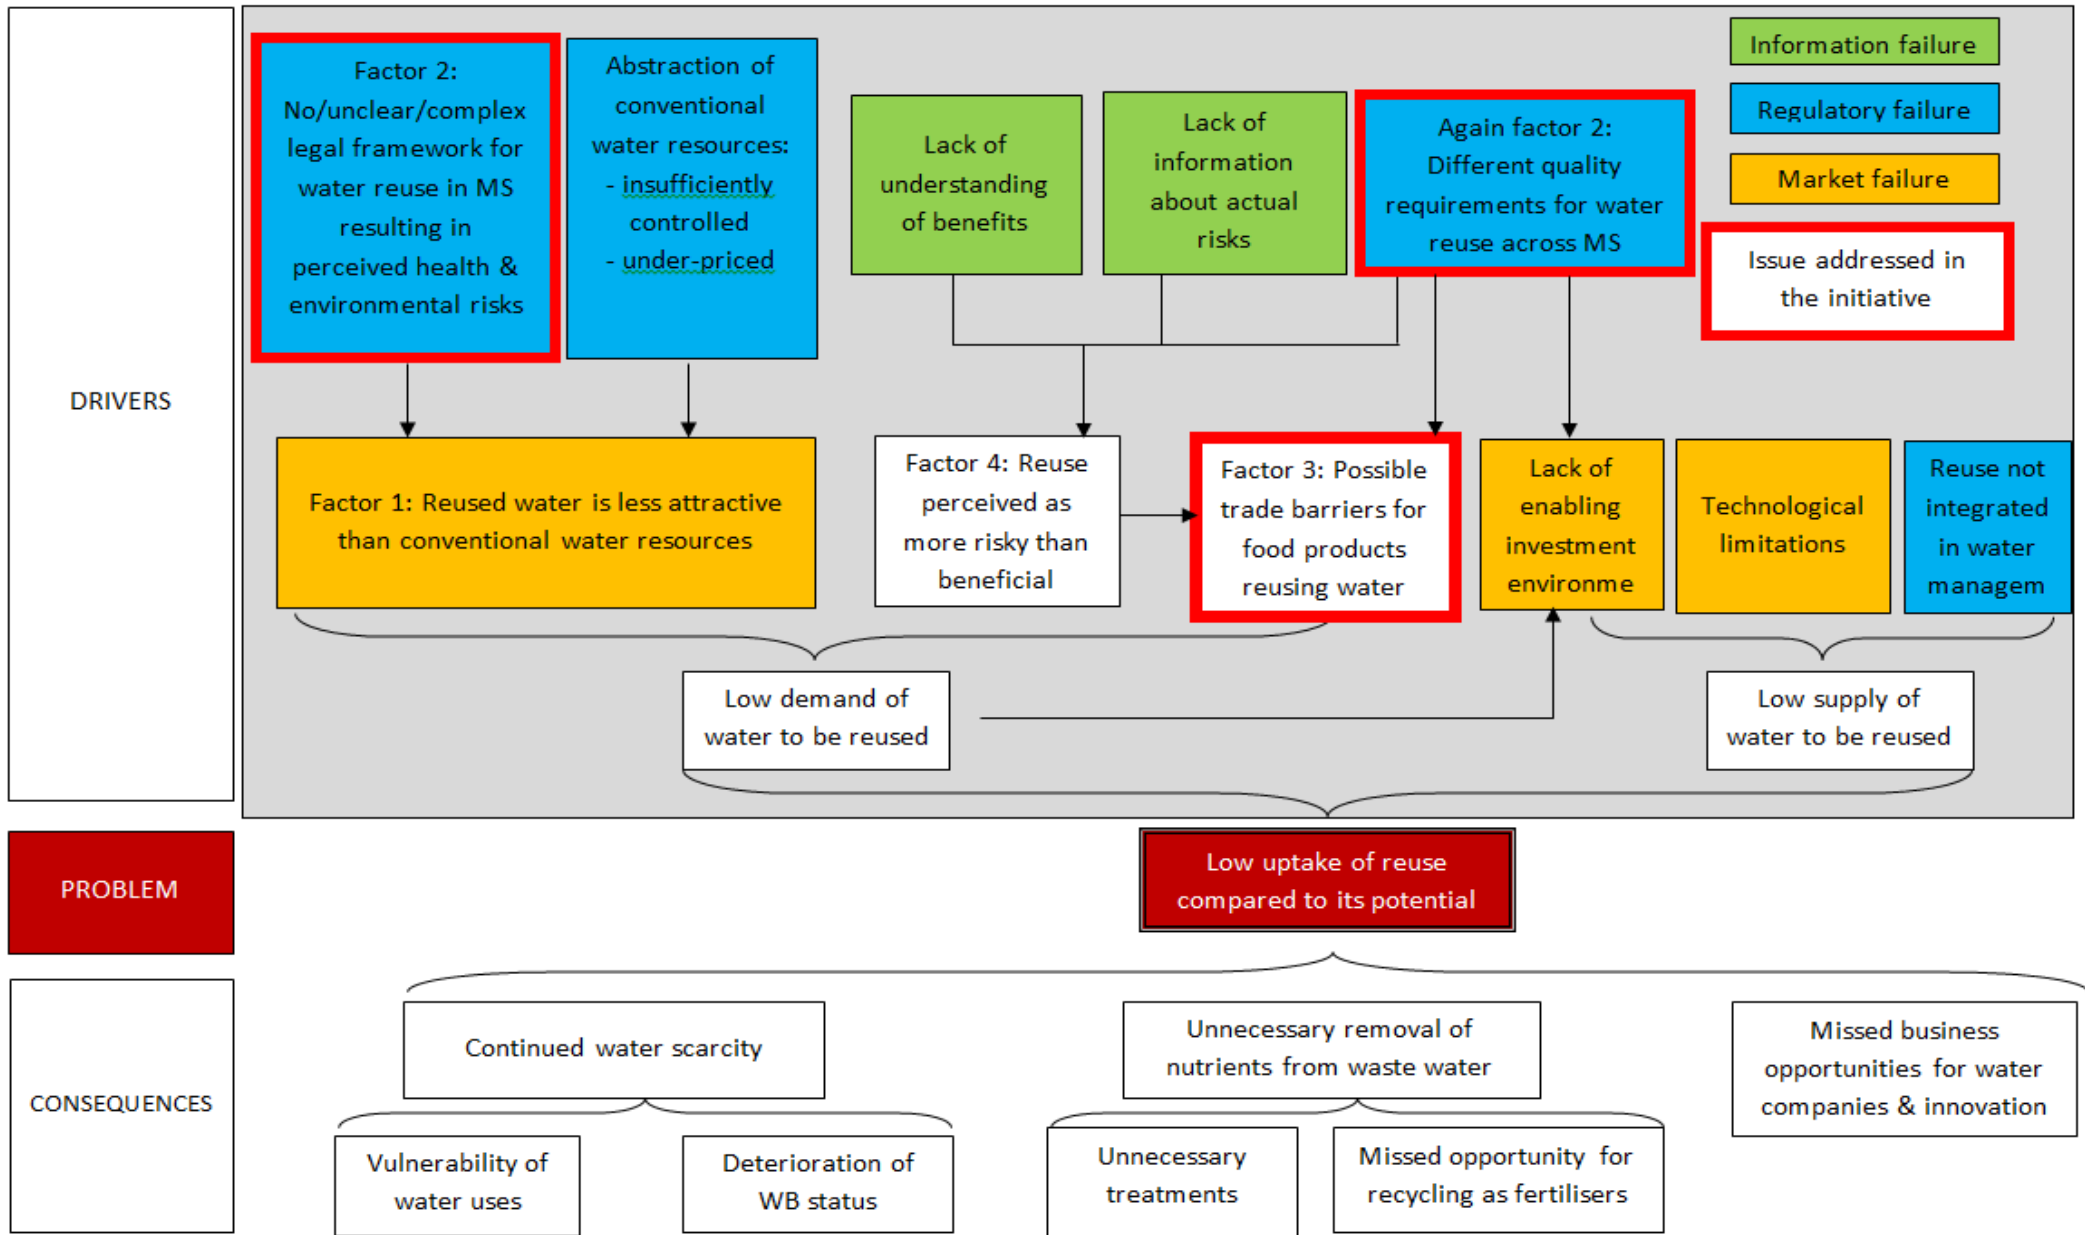 DRIVERS
Factor 2:
No/unclear/complex
legal framework for
water reuse in MS
resulting in
perceived health &
environmental risks
Abstraction of
conventional
water resources:
- insufficiently
controlled
- under-priced
Lack of
understanding
of benefits
Lack of
information
about actual
risks
Again factor 2:
Different quality
requirements for water
reuse across MS
Information failure
Regulatory failure
Market failure
Issue addressed in
the initiative
Factor 1: Reused water is less attractive
than conventional water resources
Factor 4: Reuse
perceived as
more risky than
beneficial
Factor 3: Possible
trade barriers for
food products
reusing water
Lack of
enabling
investment
environme
Technological
limitations
Reuse not
integrated
in water
managem
Low demand of
water to be reused
Low supply of
water to be reused
PROBLEM
Low uptake of reuse
compared to its potential
CONSEQUENCES
Continued water scarcity
Unnecessary removal of
nutrients from waste water
Missed business
opportunities for water
companies & innovation
Vulnerability of
water uses
Deterioration of
WB status
Unnecessary
treatments
Missed opportunity for
recycling as fertilisers